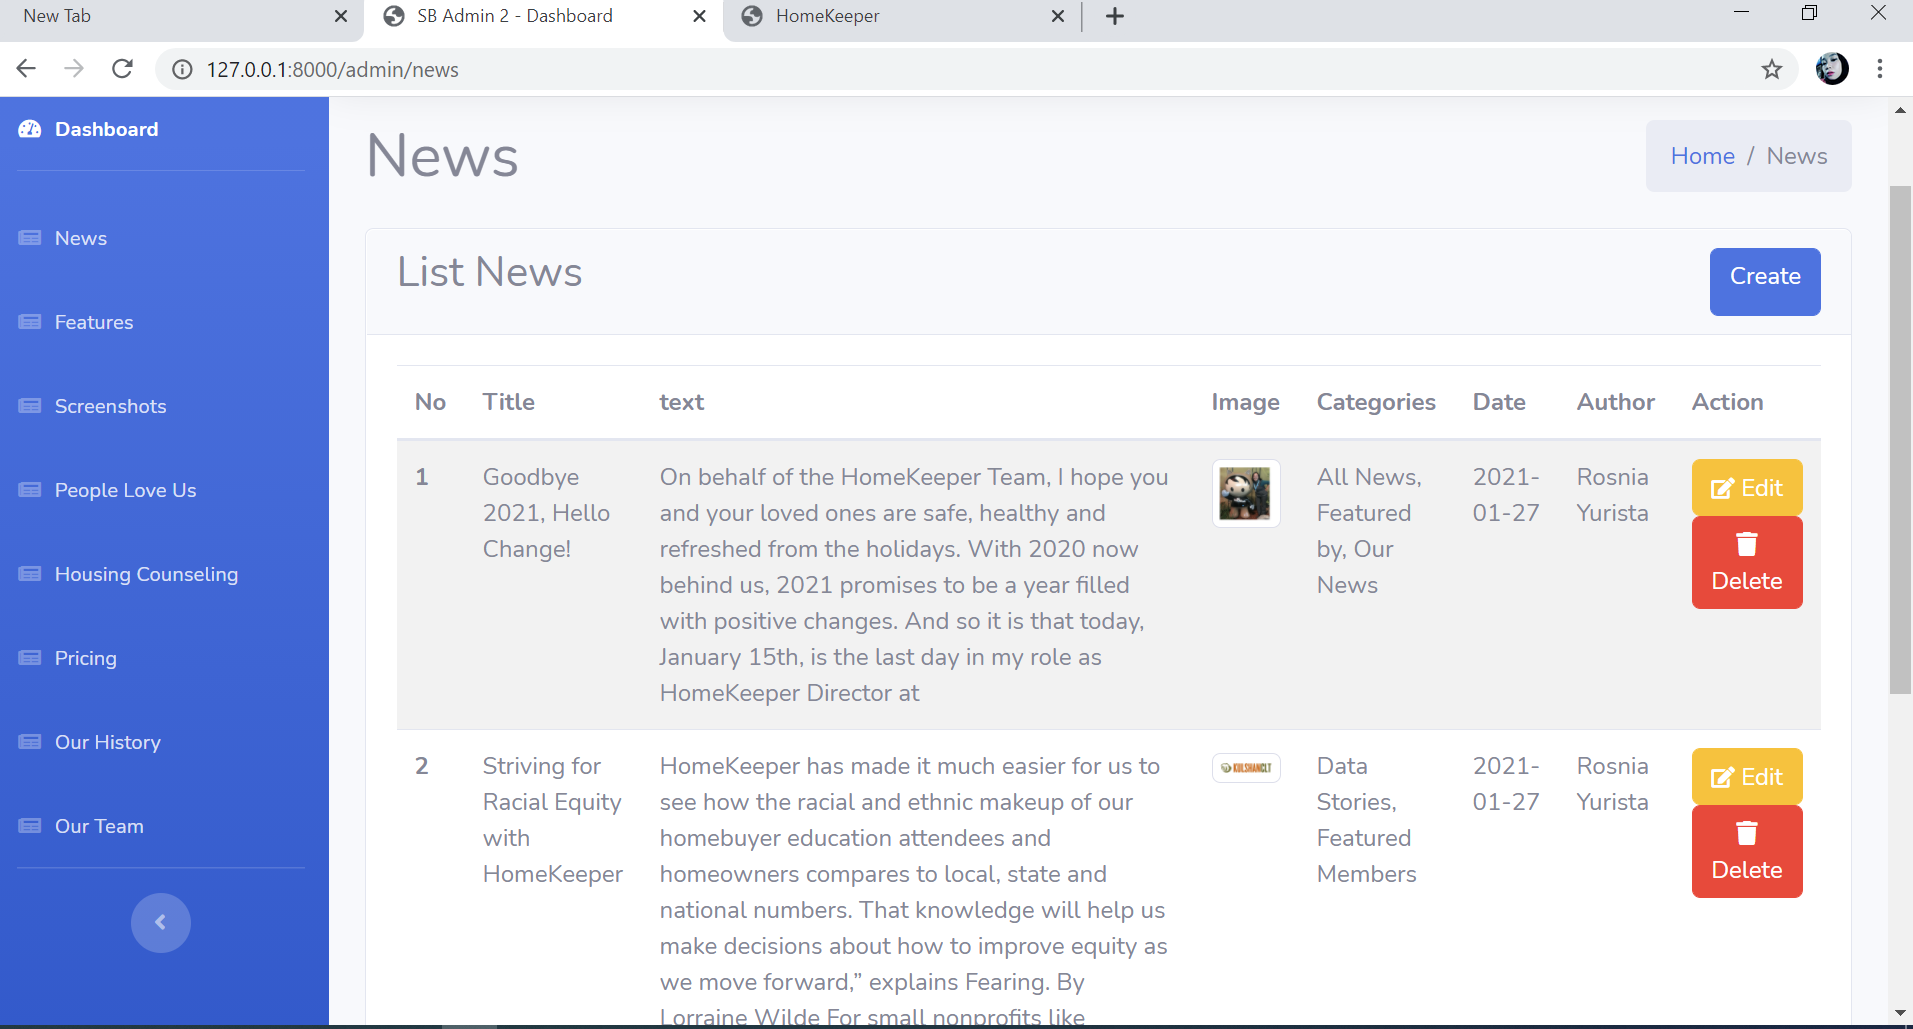 New Tab
SB Admin 2 - Dashboard
HomeKeeper
127.0.0.1:8000/admin/news
Dashboard
News
Features
Screenshots
People Love Us
Housing Counseling
Pricing
Our History
Our Team
News
Home / News
List News
Create
No Title text Image Categories Date Author Action
1
Goodbye
2021, Hello
Change!
On behalf of the HomeKeeper Team, I hope you
and your loved ones are safe, healthy and
refreshed from the holidays. With 2020 now
behind us, 2021 promises to be a year filled
with positive changes. And so it is that today,
January 15th, is the last day in my role as
HomeKeeper Director at
All News,
Featured
by, Our
News
2021-
01-27
Rosnia
Yurista
Edit
Delete
2
Striving for
Racial Equity
with
HomeKeeper
HomeKeeper has made it much easier for us to
see how the racial and ethnic makeup of our
homebuyer education attendees and
homeowners compares to local, state and
national numbers. That knowledge will help us
make decisions about how to improve equity as
we move forward,” explains Fearing. By
Lorraine Wilde For small nonprofits like
KULSHANCLT
Data
Stories,
Featured
Members
2021-
01-27
Rosnia
Yurista
Edit
Delete